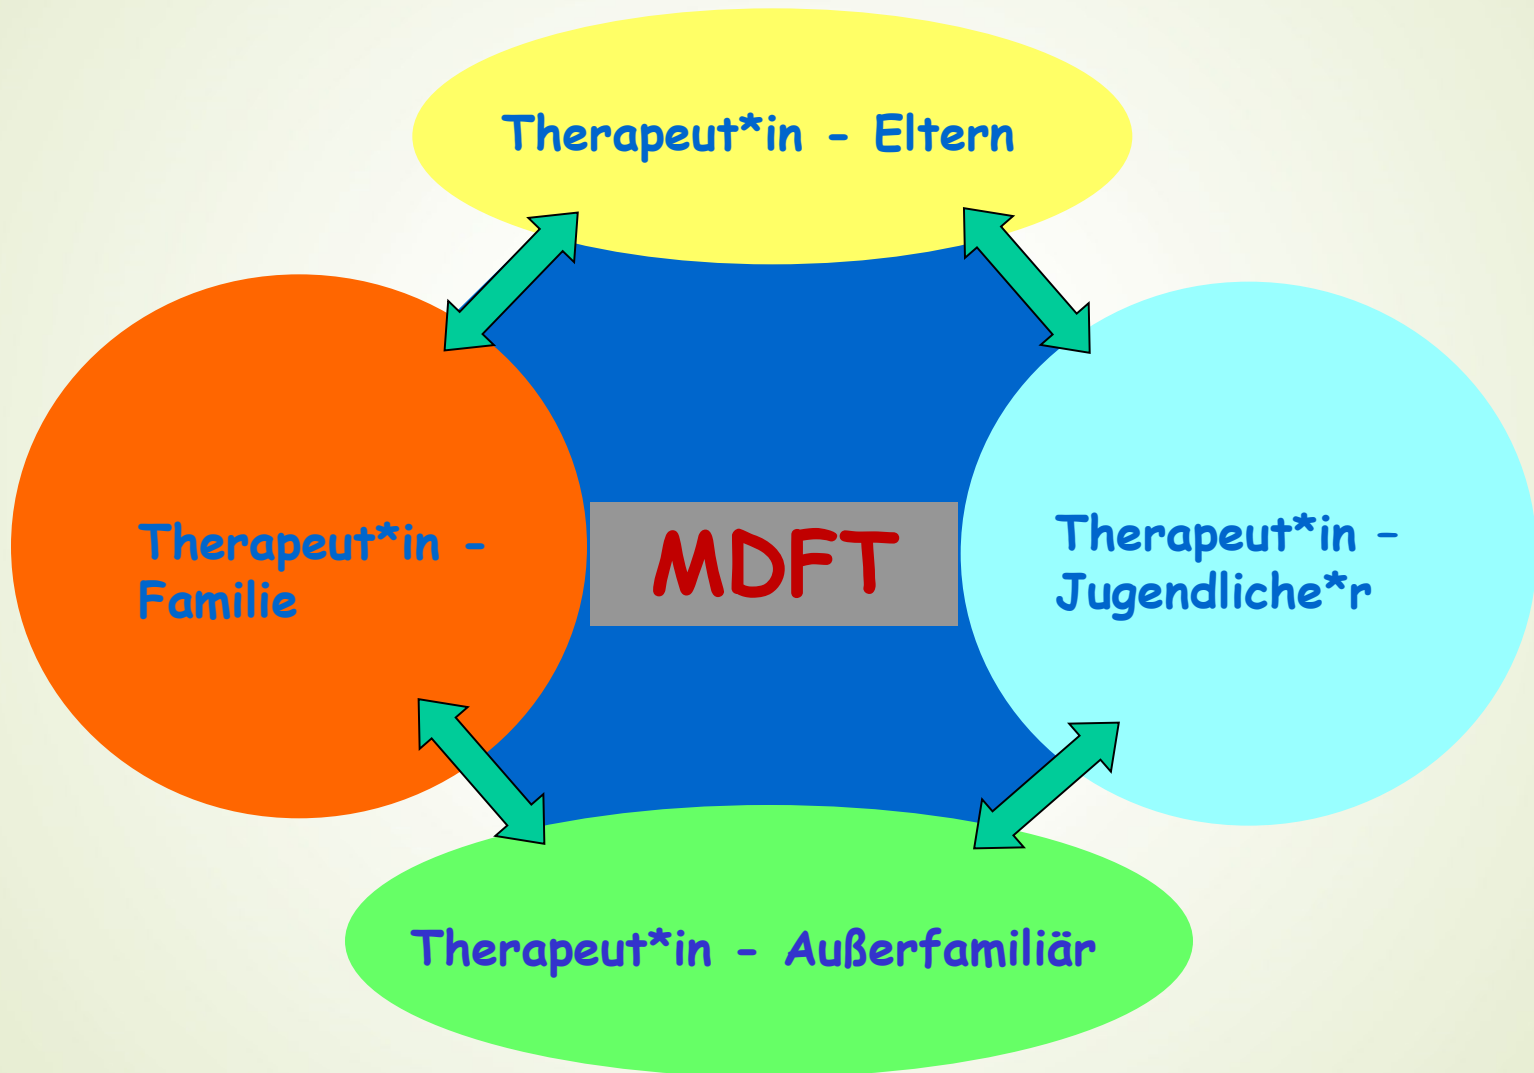 Therapeut*in - Eltern
Therapeut*in -
Familie
MDFT
Therapeut*in -
Jugendliche*r
Therapeut*in - Außerfamiliär